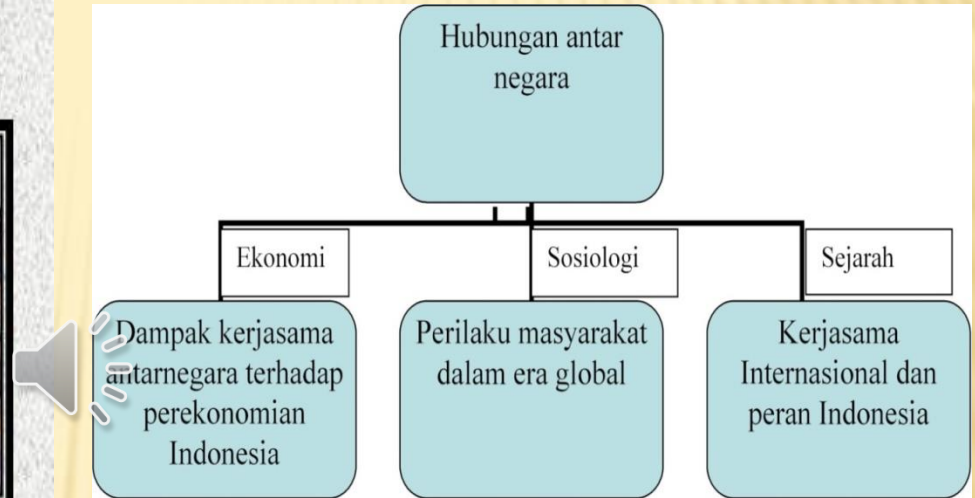 Hubungan antar
negara
Ekonomi
Sosiologi
Sejarah
Dampak kerjasama
antarnegara terhadap
perekonomian
Indonesia
Perilaku masyarakat
dalam era global
Kerjasama
Internasional dan
peran Indonesia